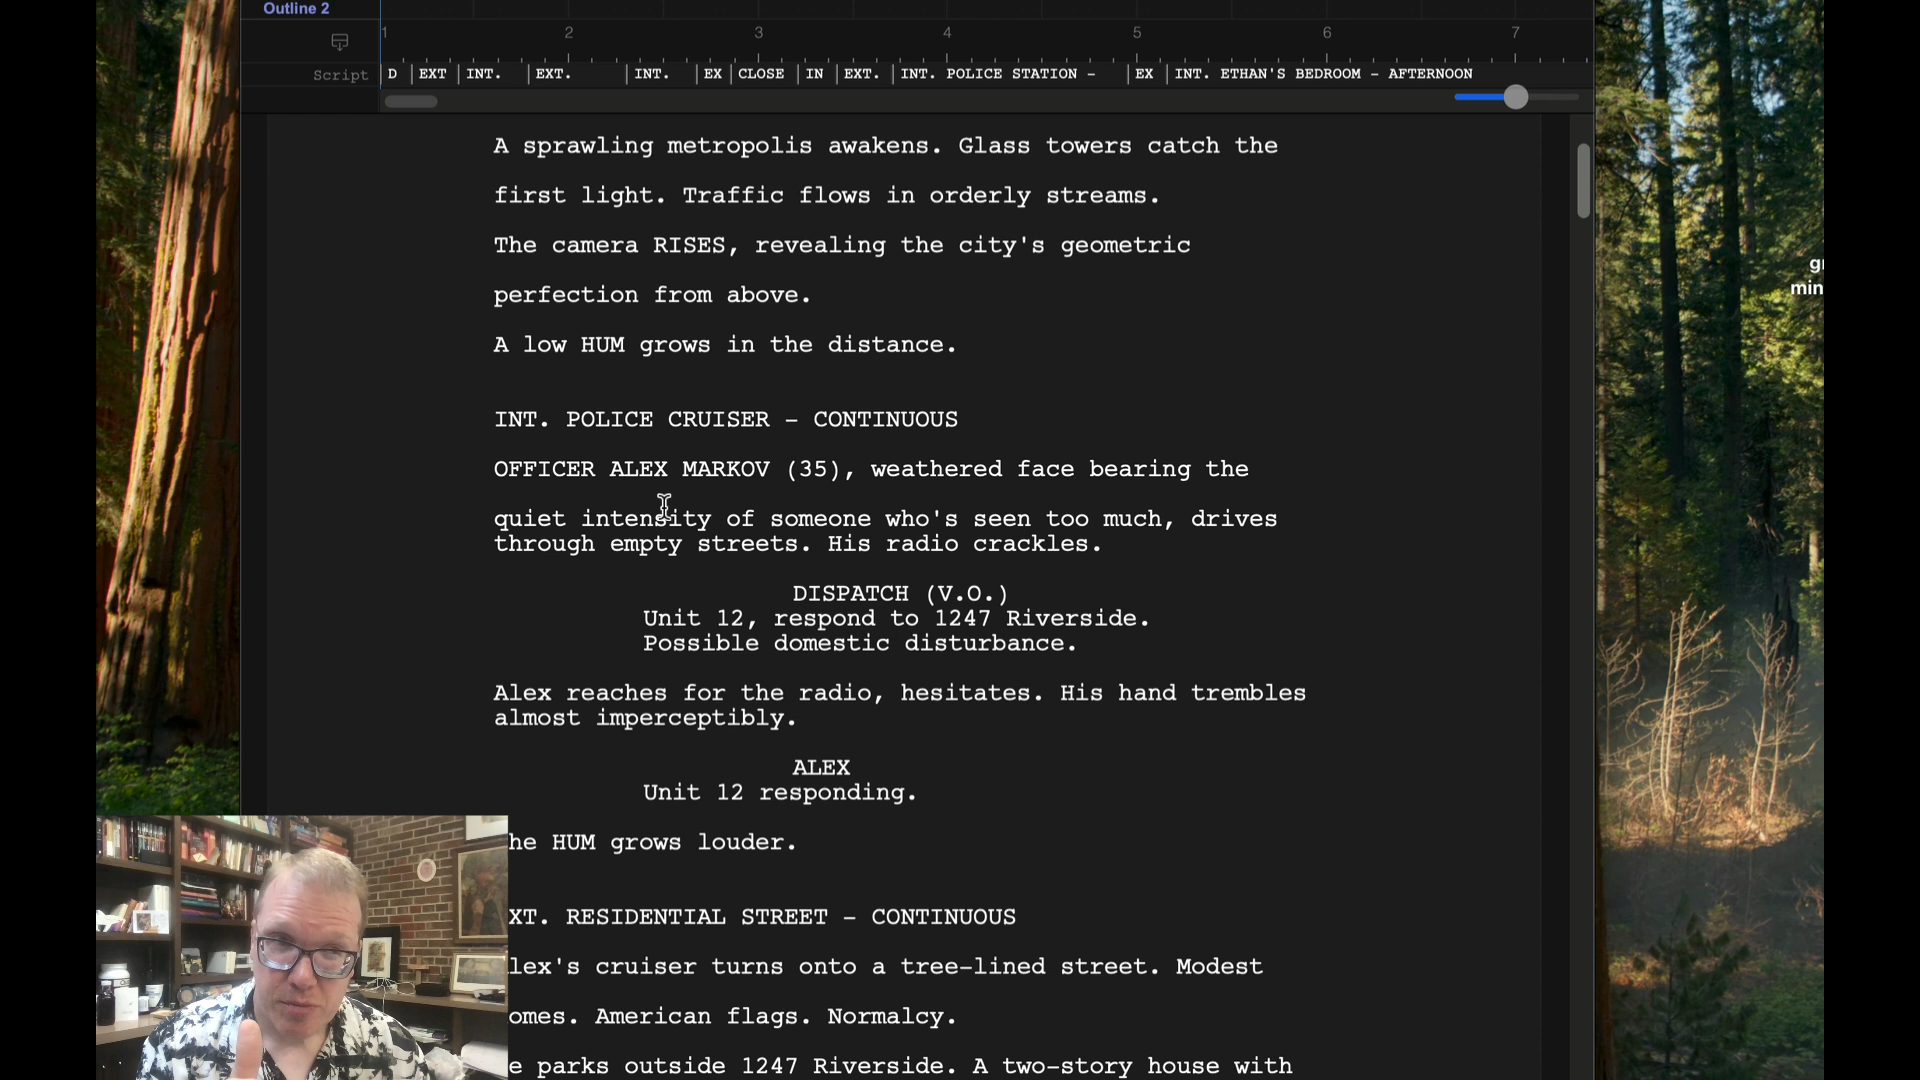 Outline 2
1 2 3 4 5 6 7
Script
D EXT INT. EXT. INT. EX CLOSE IN EXT. INT. POLICE STATION – EX INT. ETHAN'S BEDROOM – AFTERNOON
A sprawling metropolis awakens. Glass towers catch the
first light. Traffic flows in orderly streams.
The camera RISES, revealing the city's geometric
perfection from above.
A low HUM grows in the distance.
INT. POLICE CRUISER – CONTINUOUS
OFFICER ALEX MARKOV (35), weathered face bearing the
quiet intensity of someone who's seen too much, drives
through empty streets. His radio crackles.
DISPATCH (V.O.)
Unit 12, respond to 1247 Riverside.
Possible domestic disturbance.
Alex reaches for the radio, hesitates. His hand trembles
almost imperceptibly.
ALEX
Unit 12 responding.
he HUM grows louder.
XT. RESIDENTIAL STREET – CONTINUOUS
lex's cruiser turns onto a tree–lined street. Modest
omes. American flags. Normalcy.
e parks outside 1247 Riverside. A two–story house with
min